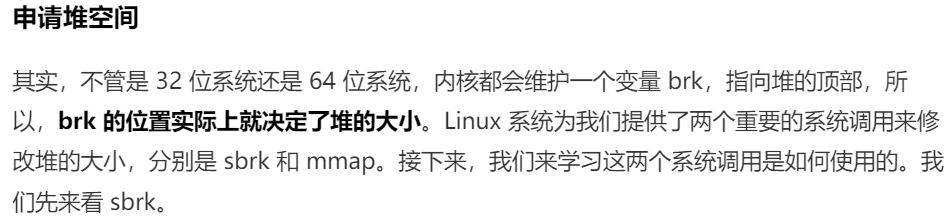 申请堆空间
其实，不管是 32 位系统还是 64 位系统，内核都会维护一个变量 brk，指向堆的顶部，所
以，brk 的位置实际上就决定了堆的大小。Linux 系统为我们提供了两个重要的系统调用来修
改堆的大小，分别是 sbrk 和 mmap。接下来，我们来学习这两个系统调用是如何使用的。我
们先来看 sbrk。